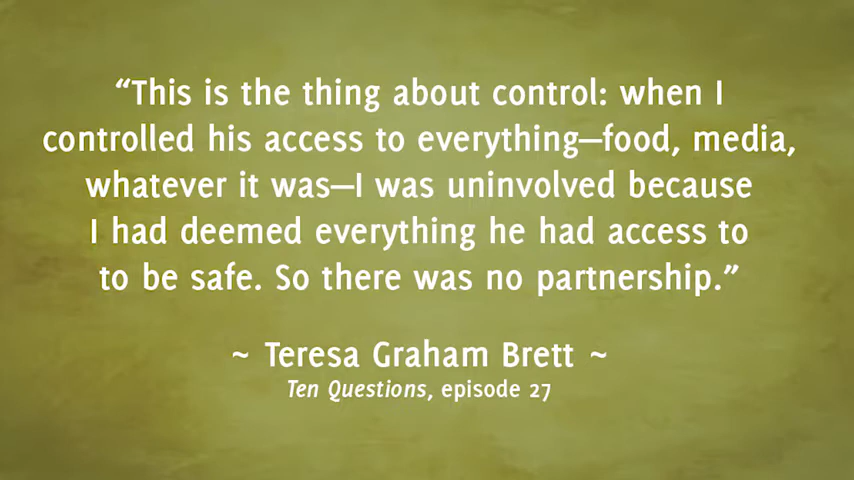 “This is the thing about control: when I
controlled his access to everything—food, media,
whatever it was—I was uninvolved because
I had deemed everything he had access to
to be safe. So there was no partnership.”
~ Teresa Graham Brett ~
Ten Questions, episode 27